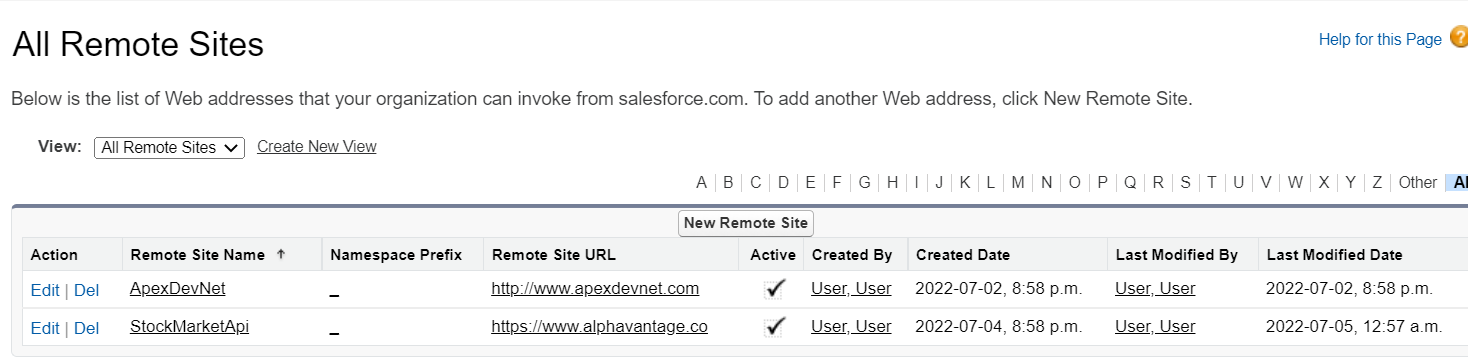 All Remote Sites
Help for this Page ?
Below is the list of Web addresses that your organization can invoke from salesforce.com. To add another Web address, click New Remote Site.
View: All Remote Sites Create New View
A B C D E F G H I J K L M N O P Q R S T U V W X Y Z Other
New Remote Site
Action Remote Site Name ↑ Namespace Prefix Remote Site URL Active Created By Created Date Last Modified By Last Modified Date
Edit | Del ApexDevNet _ http://www.apexdevnet.com ✓ User, User 2022-07-02, 8:58 p.m. User, User 2022-07-02, 8:58 p.m.
Edit | Del StockMarketApi _ https://www.alphavantage.co ✓ User, User 2022-07-04, 8:58 p.m. User, User 2022-07-05, 12:57 a.m.